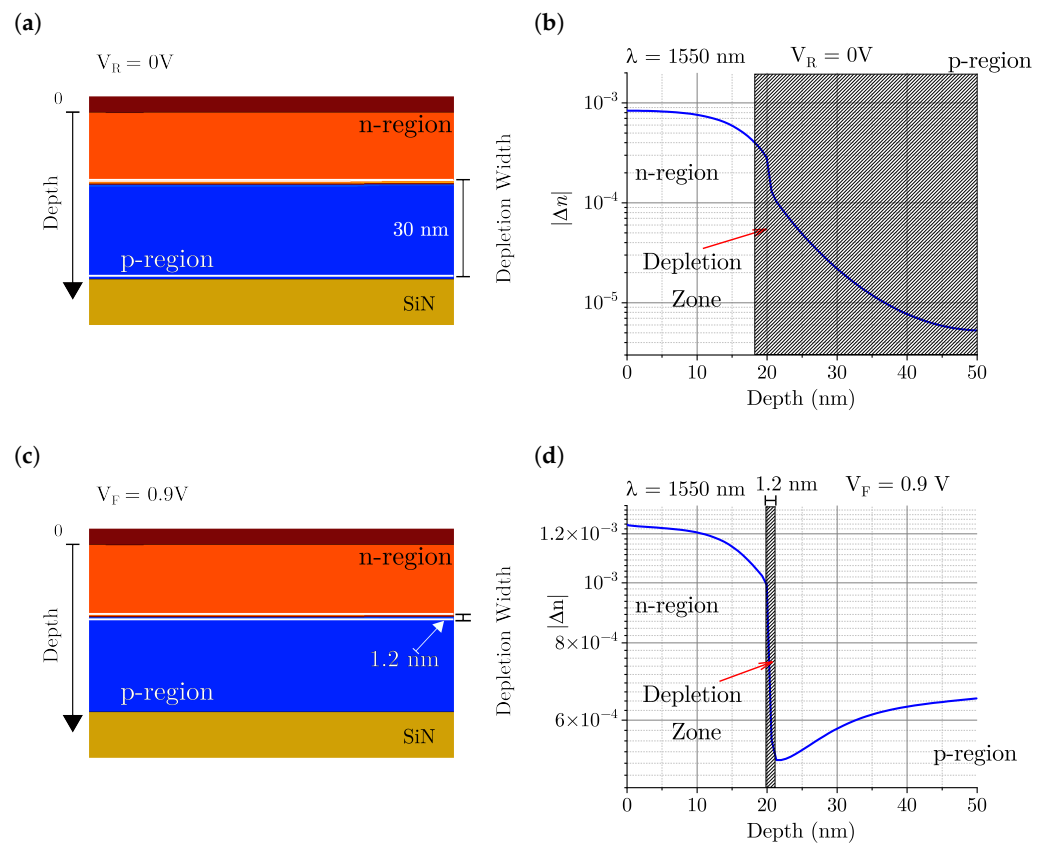 (a)
V_R = 0V
0
Depth
n-region
30 nm
p-region
SiN
Depletion Width
(b)
λ = 1550 nm
V_R = 0V
p-region
10⁻³
10⁻⁴
10⁻⁵
|Δn|
n-region
Depletion
Zone
0
10
20
30
40
50
Depth (nm)
(c)
V_F = 0.9V
0
Depth
n-region
1.2 nm
p-region
SiN
Depletion Width
(d)
λ = 1550 nm
1.2 nm
V_F = 0.9 V
1.2×10⁻³
10⁻³
8×10⁻⁴
6×10⁻⁴
|Δn|
n-region
Depletion
Zone
p-region
0
10
20
30
40
50
Depth (nm)